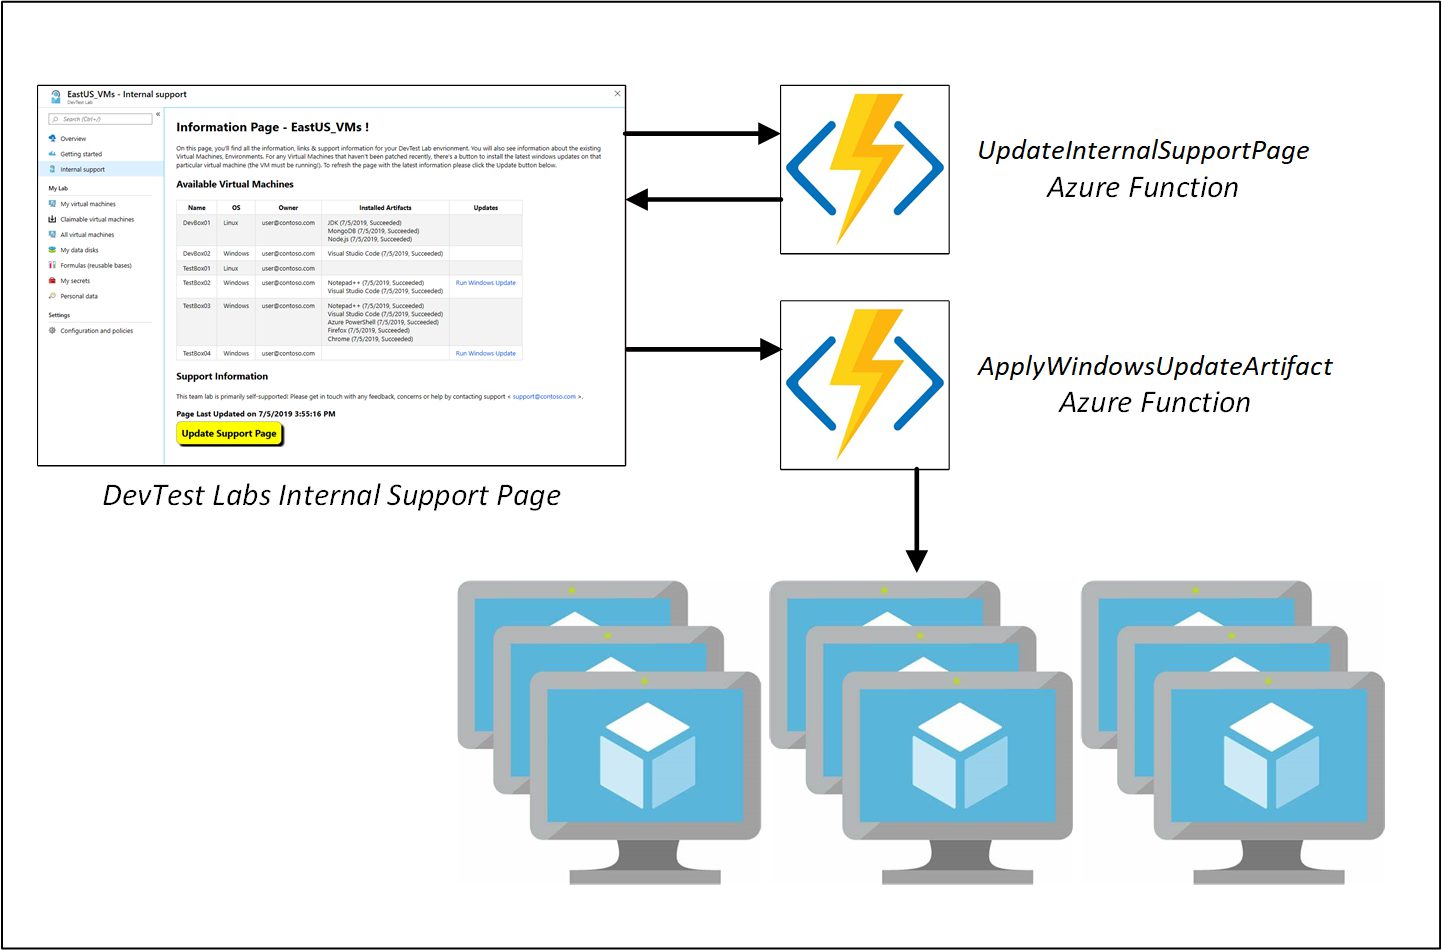 EastUS_VMs - Internal support
DevTest Lab
Search (Ctrl+/)
Overview
Getting started
Internal support
My Lab
My virtual machines
Claimable virtual machines
All virtual machines
My data disks
Formulas (reusable bases)
My secrets
Personal data
Settings
Configuration and policies
Information Page - EastUS_VMs !
On this page, you'll find all the information, links & support information for your DevTest Lab envrionment. You will also see information about the existing
Virtual Machines, Environments. For any Virtual Machines that haven't been patched recently, there's a button to install the latest windows updates on that
particular virtual machine (the VM must be running!). To refresh the page with the latest information please click the Update button below.
Available Virtual Machines
Name OS Owner Installed Artifacts Updates
DevBox01 Linux user@contoso.com JDK (7/5/2019, Succeeded)
MongoDB (7/5/2019, Succeeded)
Node.js (7/5/2019, Succeeded)
DevBox02 Windows user@contoso.com Visual Studio Code (7/5/2019, Succeeded)
TestBox01 Linux user@contoso.com
TestBox02 Windows user@contoso.com Notepad++ (7/5/2019, Succeeded) Run Windows Update
Visual Studio Code (7/5/2019, Succeeded)
TestBox03 Windows user@contoso.com Notepad++ (7/5/2019, Succeeded)
Visual Studio Code (7/5/2019, Succeeded)
Azure PowerShell (7/5/2019, Succeeded)
Firefox (7/5/2019, Succeeded)
Chrome (7/5/2019, Succeeded)
TestBox04 Windows user@contoso.com Run Windows Update
Support Information
This team lab is primarily self-supported! Please get in touch with any feedback, concerns or help by contacting support < support@contoso.com >.
Page Last Updated on 7/5/2019 3:55:16 PM
Update Support Page
DevTest Labs Internal Support Page
UpdateInternalSupportPage
Azure Function
ApplyWindowsUpdateArtifact
Azure Function